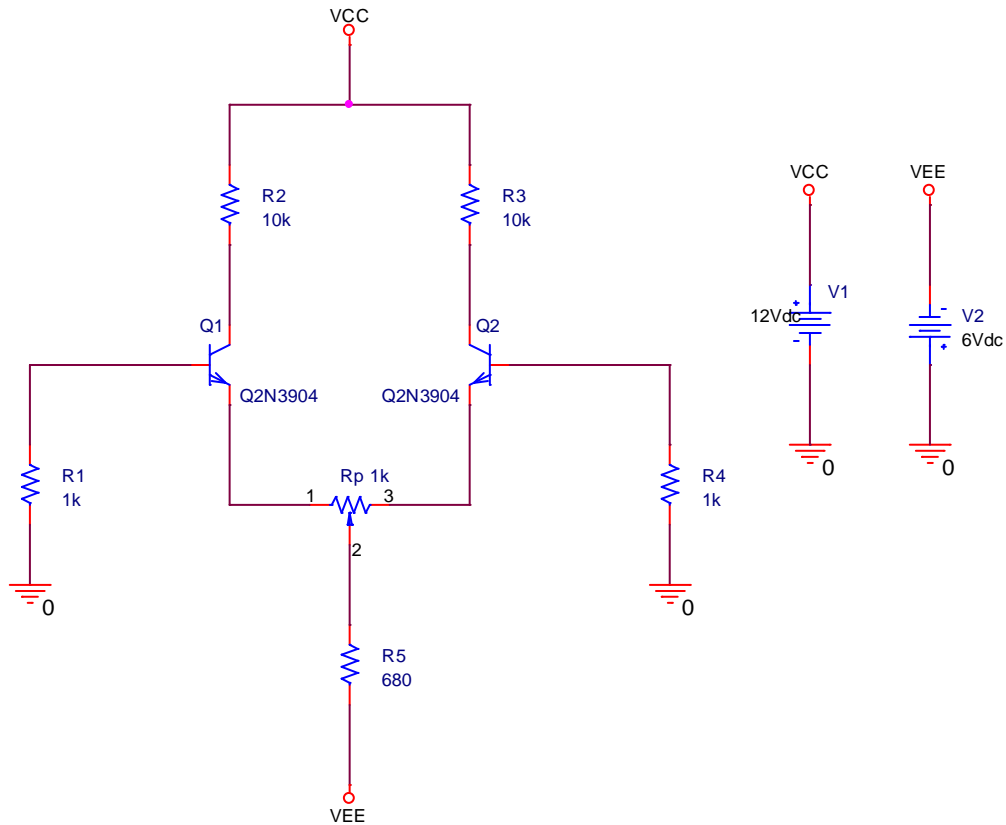 VCC
R2
10k
R3
10k
VCC
VEE
V1
12Vdc
V2
6Vdc
Q1
Q2
Q2N3904
Q2N3904
0
0
R1
1k
Rp 1k
1
3
2
R4
1k
0
0
R5
680
VEE